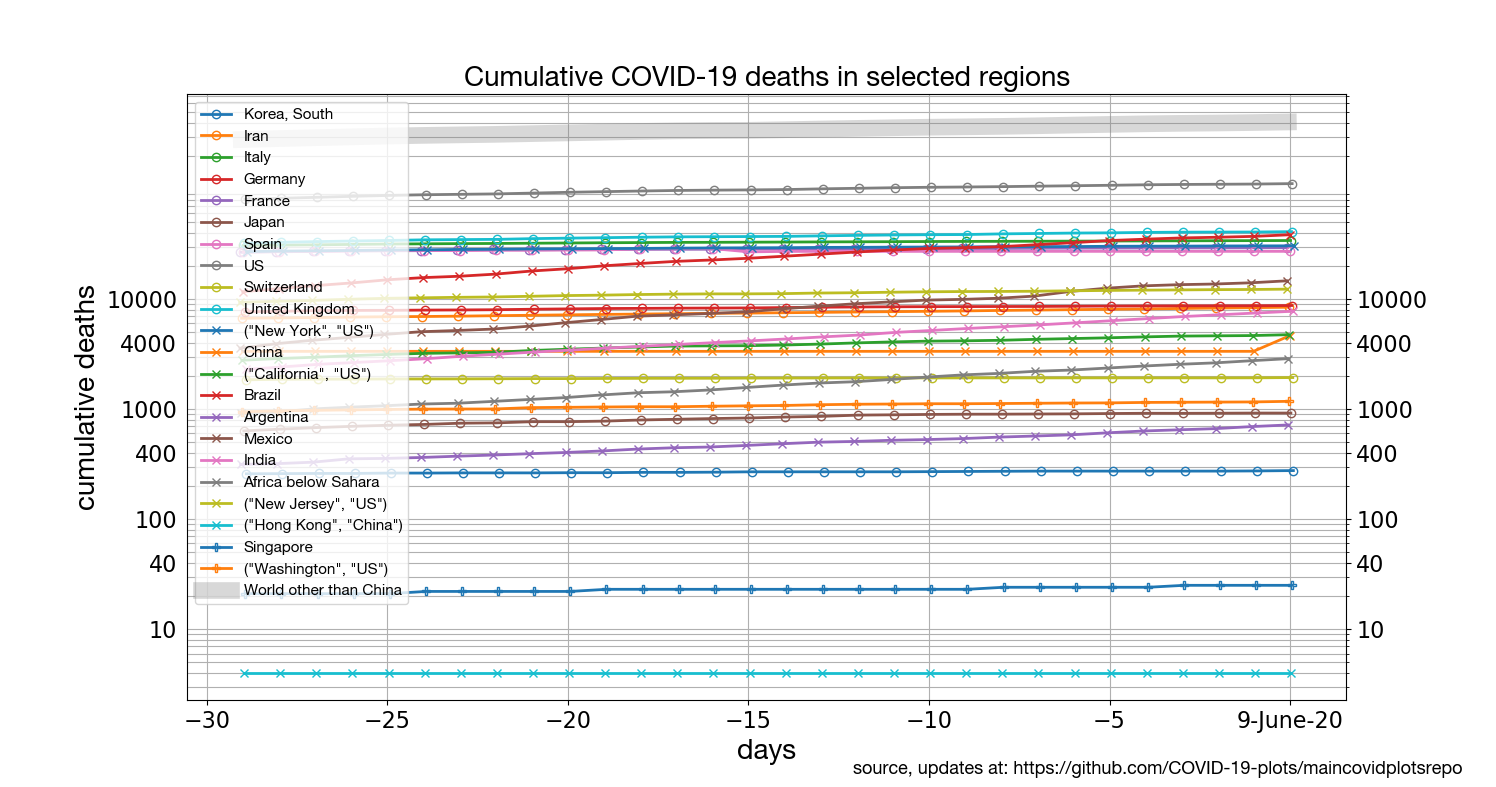 Cumulative COVID-19 deaths in selected regions
Korea, South
Iran
Italy
Germany
France
Japan
Spain
US
Switzerland
United Kingdom
("New York", "US")
China
("California", "US")
Brazil
Argentina
Mexico
India
Africa below Sahara
("New Jersey", "US")
("Hong Kong", "China")
Singapore
("Washington", "US")
World other than China
cumulative deaths
10000
4000
1000
400
100
40
10
10000
4000
1000
400
100
40
10
−30 −25 −20 −15 −10 −5 9-June-20
days
source, updates at: https://github.com/COVID-19-plots/maincovidplotsrepo